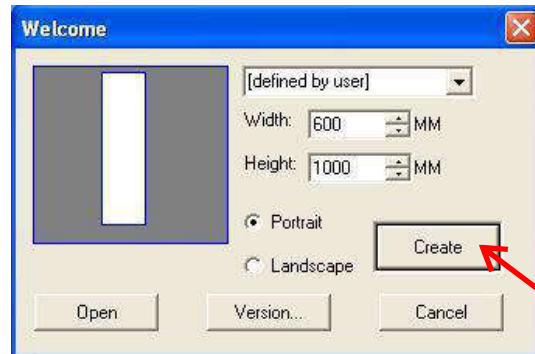 Welcome
[defined by user]
Width: 600 MM
Height: 1000 MM
Portrait
Landscape
Create
Open
Version...
Cancel